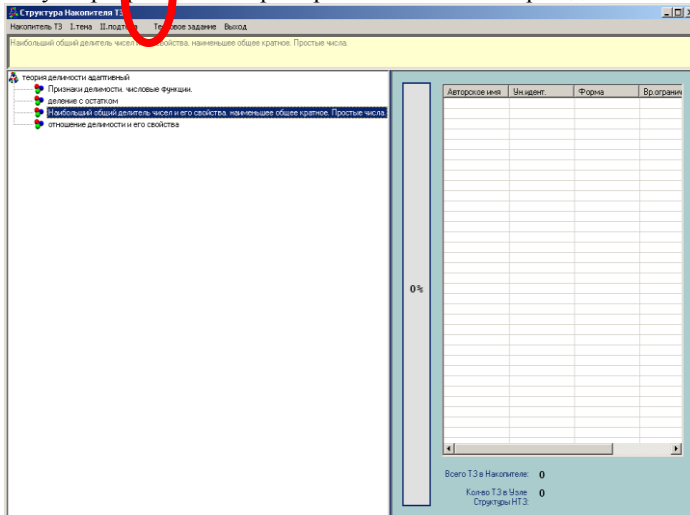 Структура Накопителя ТЗ
Накопитель ТЗ I.тема II.подтема Тестовое задание Выход
Наибольший общий делитель чисел и его свойства. наименьшее общее кратное. Простые числа.
теория делимости адаптивный
Признаки делимости. числовые функции.
деление с остатком
Наибольший общий делитель чисел и его свойства. наименьшее общее кратное. Простые числа.
отношение делимости и его свойства
Авторское имя Ун.идент. Форма Вр.огранич
0%
Всего ТЗ в Накопителе: 0
Кол-во ТЗ в Узле 0
Структуры НТЗ: